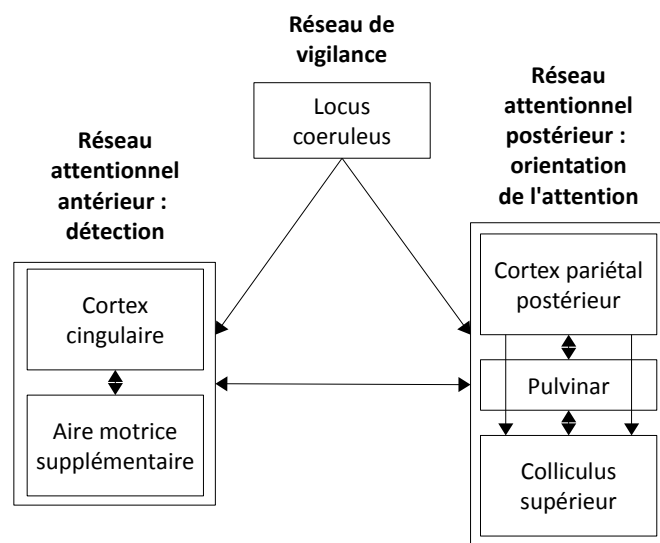 Réseau de
vigilance
Locus
coeruleus
Réseau
attentionnel
antérieur :
détection
Cortex
cingulaire
Aire motrice
supplémentaire
Réseau
attentionnel
postérieur :
orientation
de l'attention
Cortex pariétal
postérieur
Pulvinar
Colliculus
supérieur